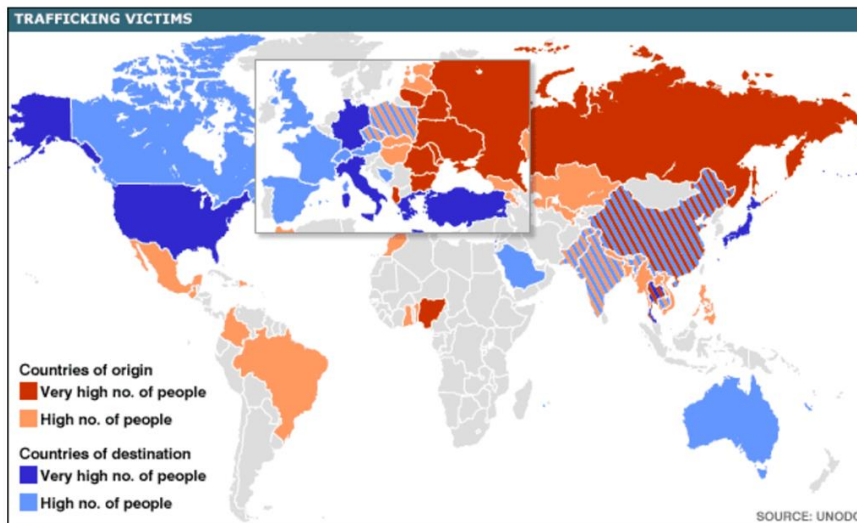 TRAFFICKING VICTIMS
Countries of origin
Very high no. of people
High no. of people
Countries of destination
Very high no. of people
High no. of people
SOURCE: UNODC